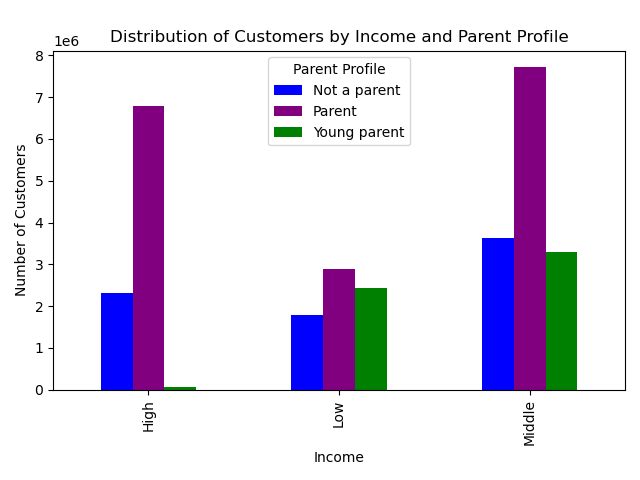 Distribution of Customers by Income and Parent Profile
1e6
8
7
6
5
4
3
2
1
0
Number of Customers
Parent Profile
Not a parent
Parent
Young parent
High
Low
Middle
Income